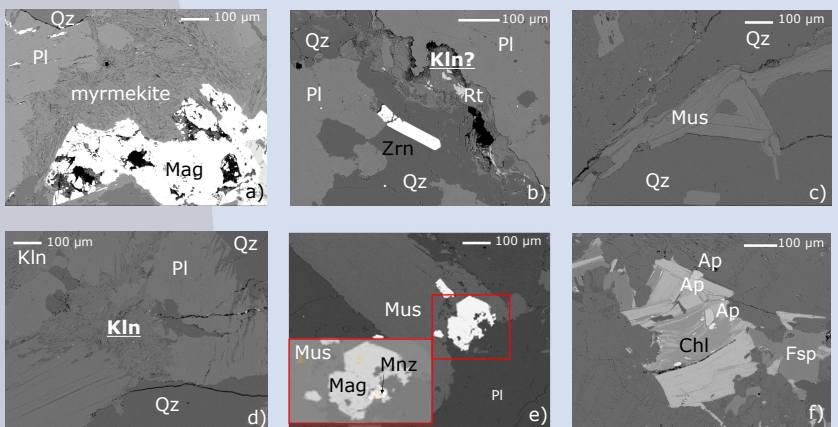 100 µm
Qz
Pl
myrmekite
Mag
a)
100 µm
Qz
Pl
Kln?
Pl
Rt
Zrn
Qz
b)
100 µm
Qz
Mus
Qz
c)
100 µm
Kln
Qz
Pl
Kln
Qz
d)
100 µm
Mus
Mus
Mnz
Mag
Pl
e)
100 µm
Ap
Ap
Ap
Chl
Fsp
f)